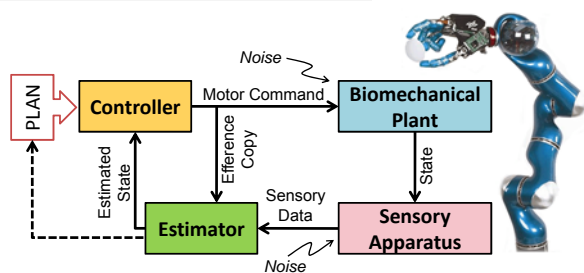 Noise
PLAN
Controller
Motor Command
Biomechanical
Plant
Estimated
State
Efference
Copy
State
Sensory
Data
Estimator
Sensory
Apparatus
Noise